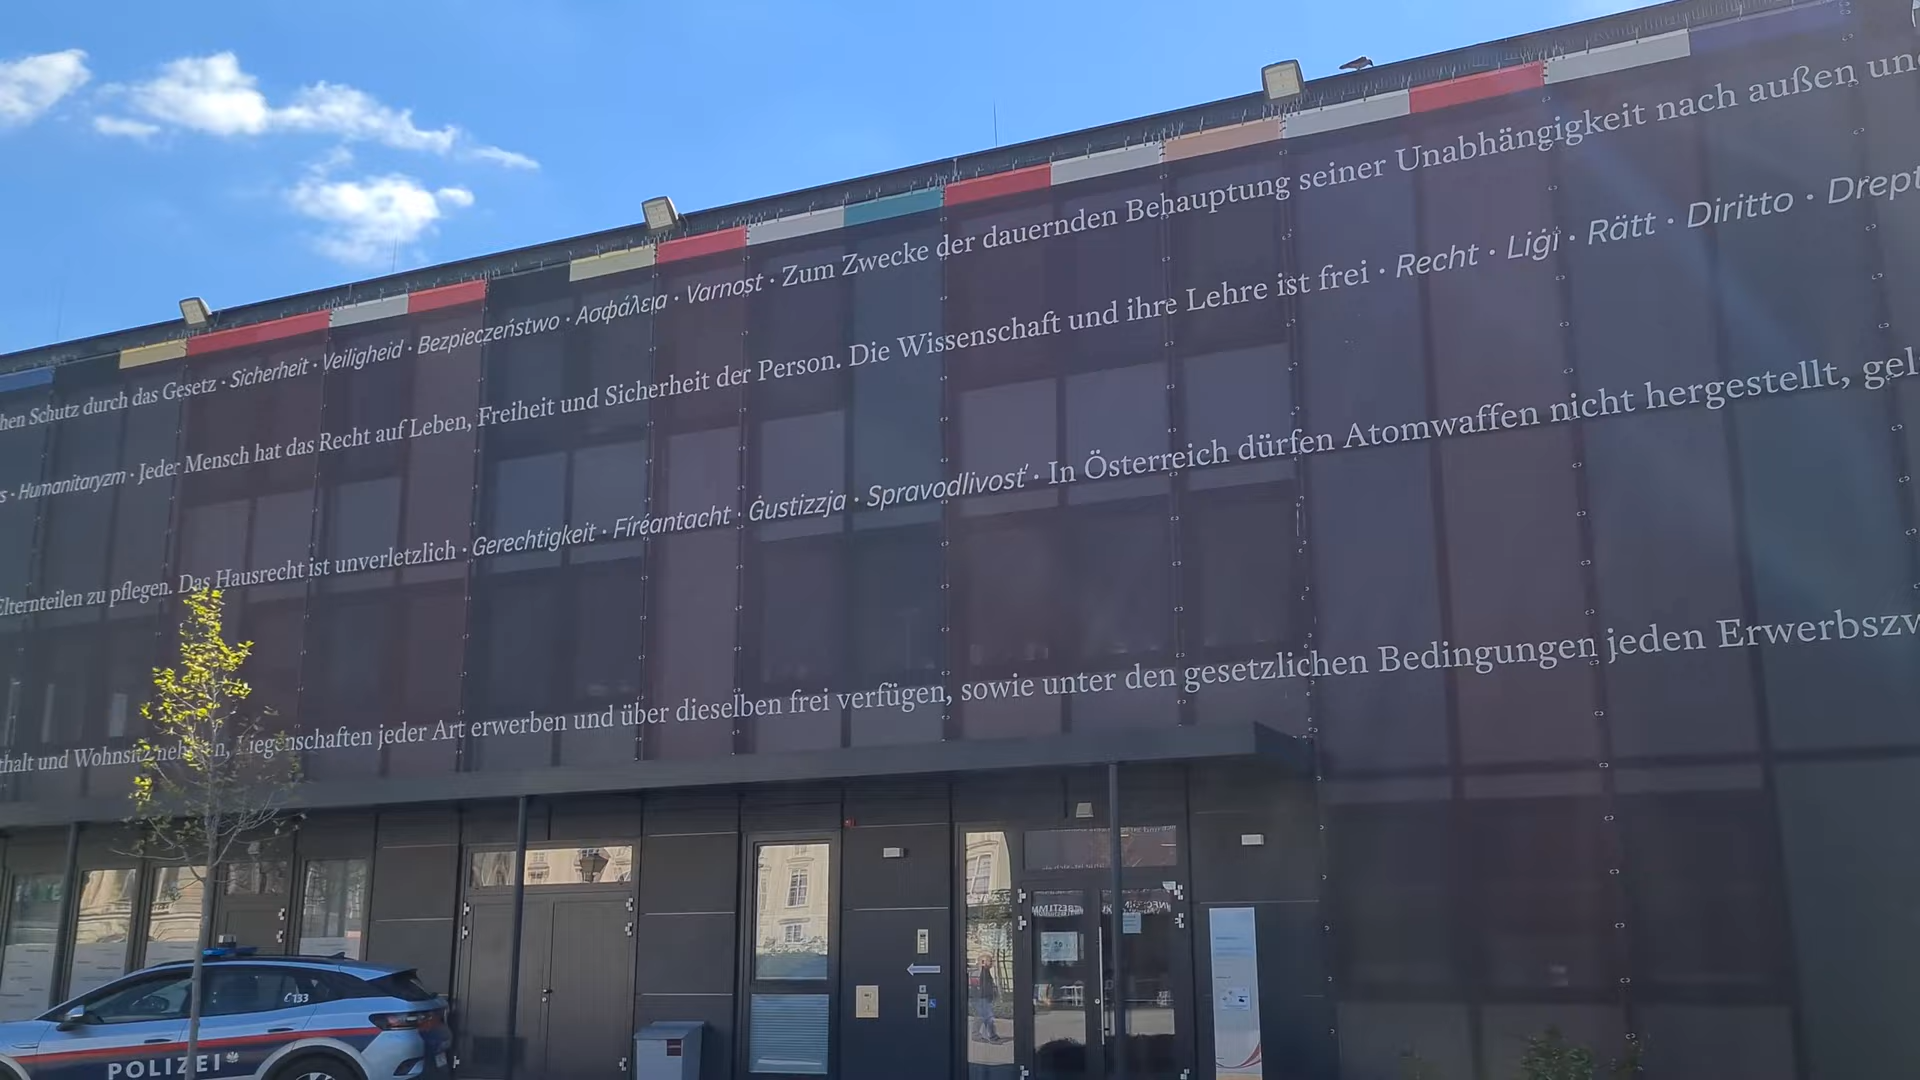 hen Schutz durch das Gesetz · Sicherheit · Veiligheid · Bezpieczeństwo · Ασφάλεια · Varnost · Zum Zwecke der dauernden Behauptung seiner Unabhängigkeit nach außen und
s · Humanitaryzm · Jeder Mensch hat das Recht auf Leben, Freiheit und Sicherheit der Person. Die Wissenschaft und ihre Lehre ist frei · Recht · Liġi · Rätt · Diritto · Drept
Elternteilen zu pflegen. Das Hausrecht ist unverletzlich · Gerechtigkeit · Fíréantacht · Ġustizzja · Spravodlivosť · In Österreich dürfen Atomwaffen nicht hergestellt, gel
thalt und Wohnsitz nehmen, Liegenschaften jeder Art erwerben und über dieselben frei verfügen, sowie unter den gesetzlichen Bedingungen jeden Erwerbszw
133
POLIZEI